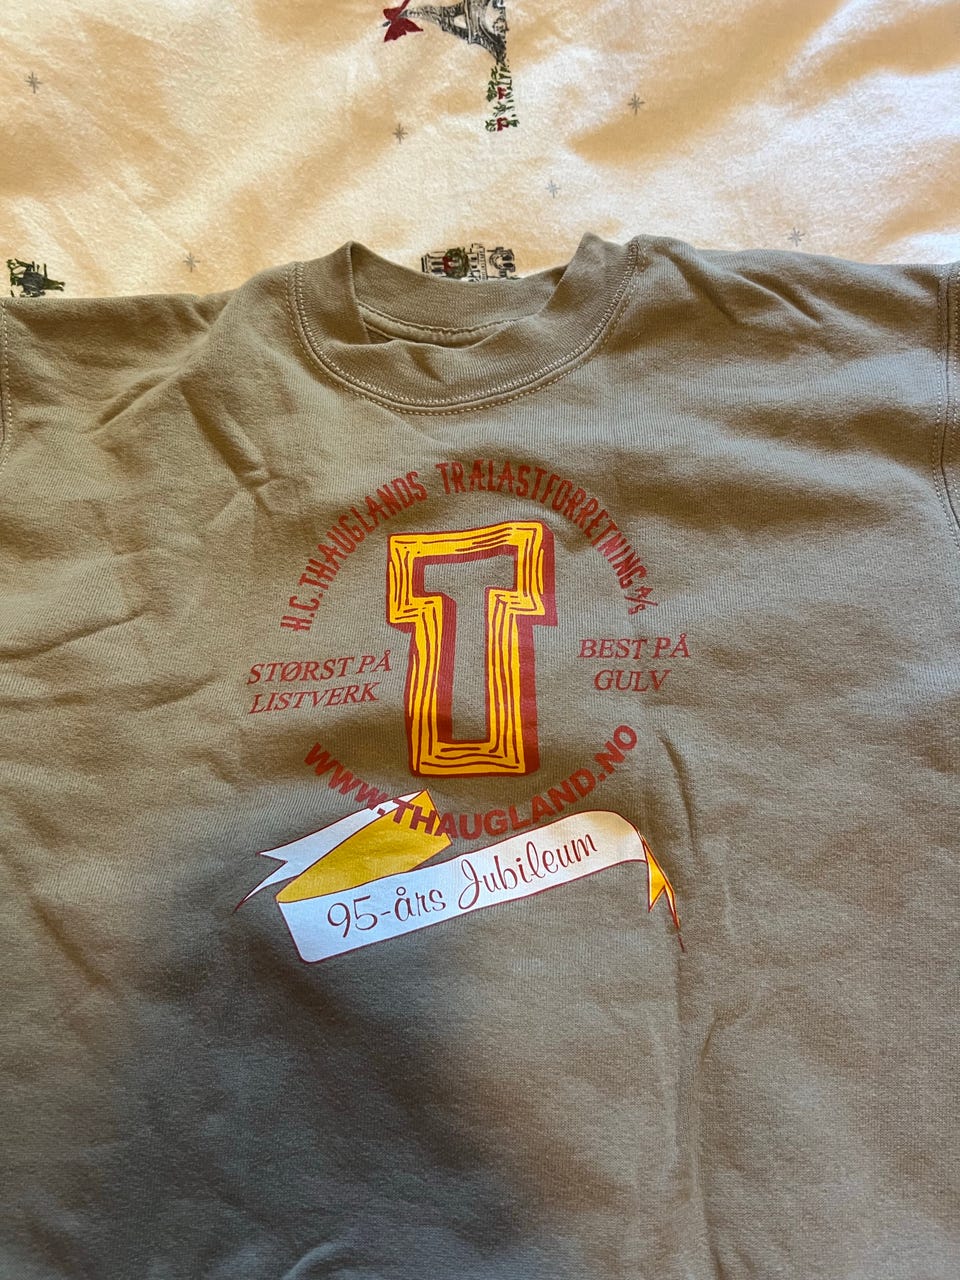 H.C. THAUGLANDS TRÆLASTFORRETNING A/S
T
STØRST PÅ
LISTVERK
BEST PÅ
GULV
WWW.THAUGLAND.NO
95-års Jubileum